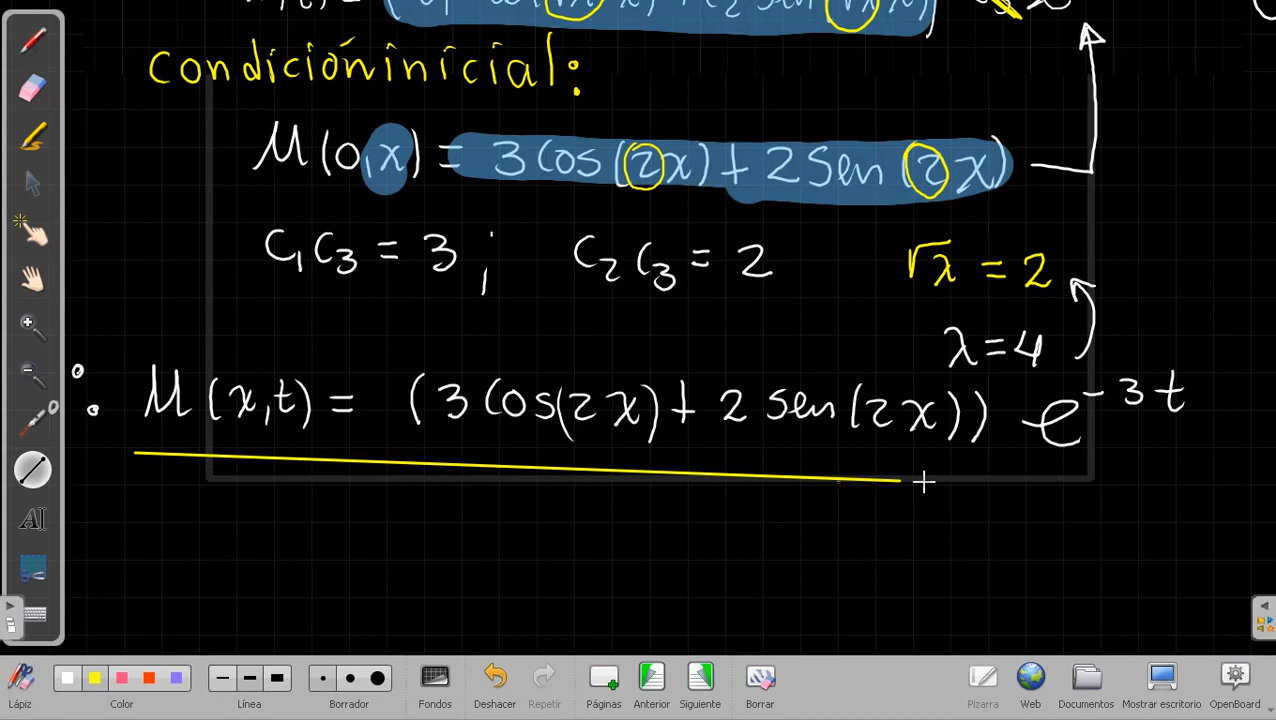 condición inicial:
M(0,x) = 3 Cos(2x) + 2 Sen(2x)
C₁C₃ = 3 ; C₂C₃ = 2 √λ = 2
λ = 4
∴ M(x,t) = (3 Cos(2x) + 2 sen(2x)) e^{-3t}
Lápiz Color Línea Borrador Fondos Deshacer Repetir Páginas Anterior Siguiente Borrar Pizarra Web Documentos Mostrar escritorio OpenBoard